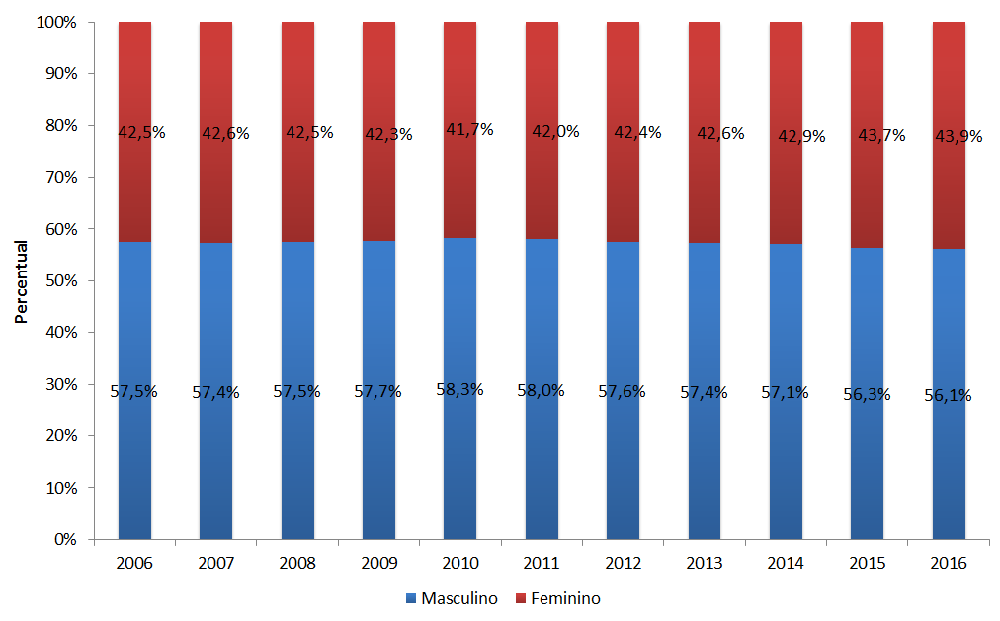 100%
90%
80%
70%
60%
50%
40%
30%
20%
10%
0%
Percentual
42,5% 42,6% 42,5% 42,3% 41,7% 42,0% 42,4% 42,6% 42,9% 43,7% 43,9%
57,5% 57,4% 57,5% 57,7% 58,3% 58,0% 57,6% 57,4% 57,1% 56,3% 56,1%
2006 2007 2008 2009 2010 2011 2012 2013 2014 2015 2016
Masculino Feminino